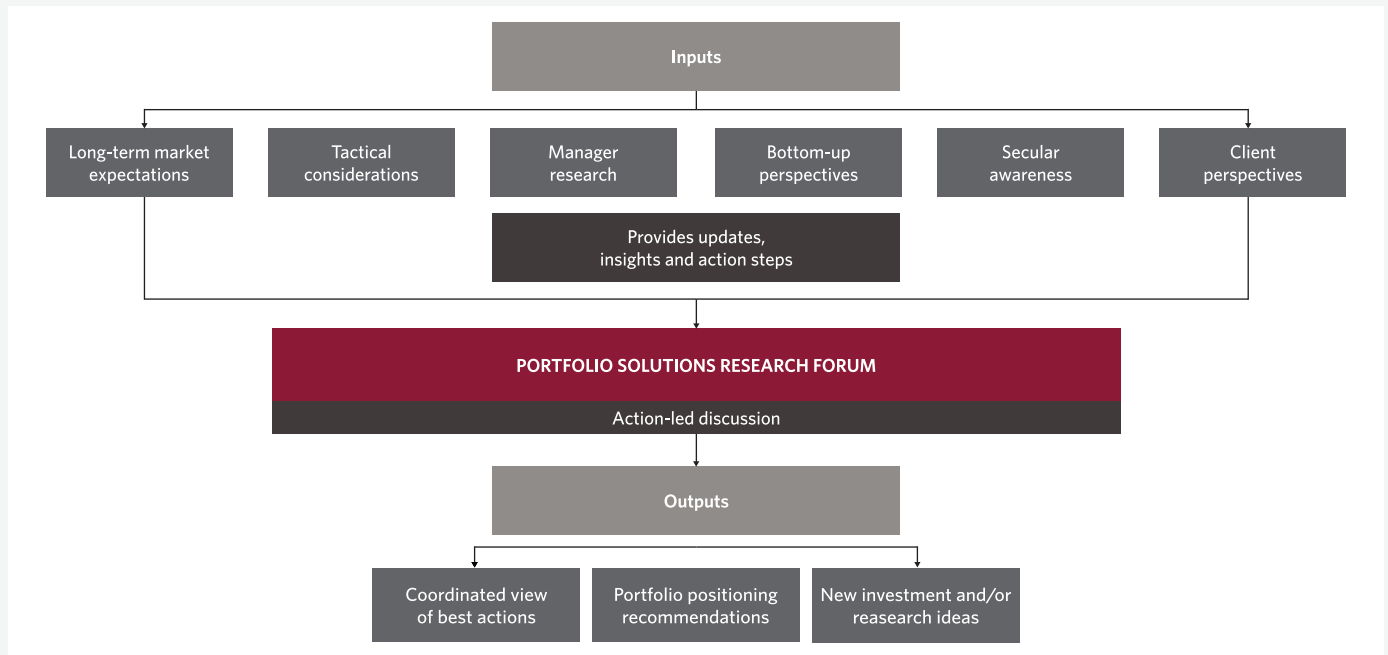 Inputs
Long-term market
expectations
Tactical
considerations
Manager
research
Bottom-up
perspectives
Secular
awareness
Client
perspectives
Provides updates,
insights and action steps
PORTFOLIO SOLUTIONS RESEARCH FORUM
Action-led discussion
Outputs
Coordinated view
of best actions
Portfolio positioning
recommendations
New investment and/or
reasearch ideas